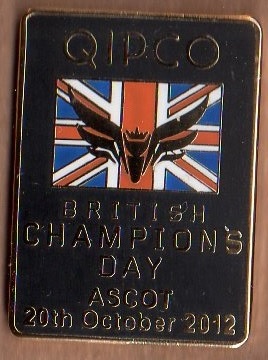 QIPCO
BRITISH
CHAMPIONS
DAY
ASCOT
20th October 2012